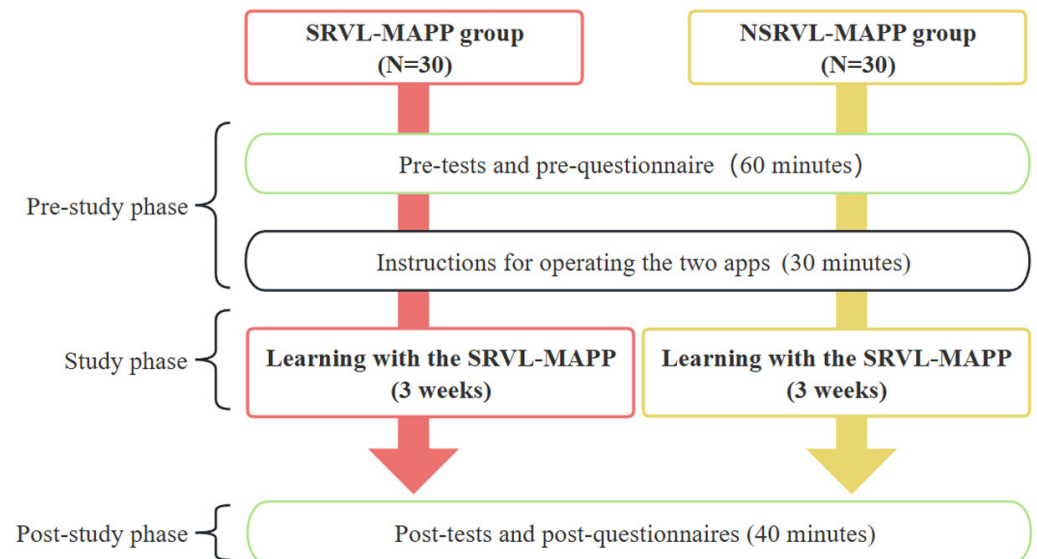 SRVL-MAPP group
(N=30)
NSRVL-MAPP group
(N=30)
Pre-study phase
Pre-tests and pre-questionnaire (60 minutes)
Instructions for operating the two apps (30 minutes)
Study phase
Learning with the SRVL-MAPP
(3 weeks)
Learning with the SRVL-MAPP
(3 weeks)
Post-study phase
Post-tests and post-questionnaires (40 minutes)